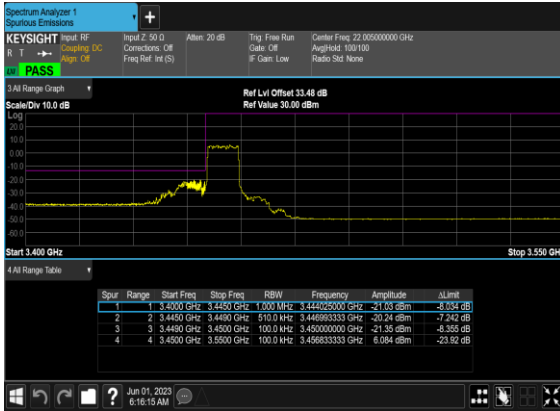 Spectrum Analyzer 1
Spurious Emissions
KEYSIGHT Input: RF Input Z: 50 Ω Atten: 20 dB Trig: Free Run Center Freq: 22.005000000 GHz
R T Coupling: DC Corrections: Off Gate: Off Avg|Hold: 100/100
Align: Off Freq Ref: Int (S) IF Gain: Low Radio Std: None
PASS
3 All Range Graph
Ref Lvl Offset 33.48 dB
Scale/Div 10.0 dB Ref Value 30.00 dBm
Log
20.0
10.0
0.00
-10.0
-20.0
-30.0
-40.0
-50.0
-60.0
Start 3.400 GHz Stop 3.550 GH
4 All Range Table
Spur Range Start Freq Stop Freq RBW Frequency Amplitude ΔLimit
1 1 3.4000 GHz 3.4450 GHz 1.000 MHz 3.444025000 GHz -21.03 dBm -8.034 dB
2 2 3.4450 GHz 3.4490 GHz 510.0 kHz 3.446993333 GHz -20.24 dBm -7.242 dB
3 3 3.4490 GHz 3.4500 GHz 100.0 kHz 3.450000000 GHz -21.35 dBm -8.355 dB
4 4 3.4500 GHz 3.5500 GHz 100.0 kHz 3.456833333 GHz 6.084 dBm -23.92 dB
Jun 01, 2023
6:16:15 AM